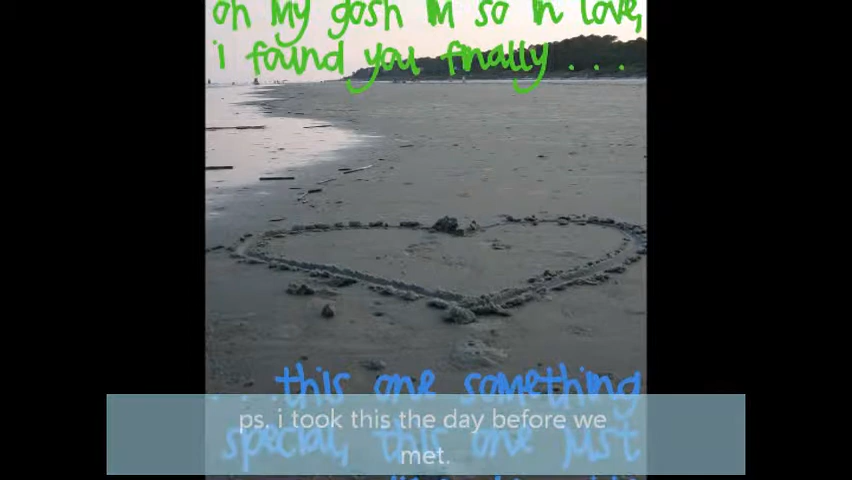 oh my gosh im so in love,
i found you finally . . .
. . .this one something
ps. i took this the day before we
special, this one just
met.